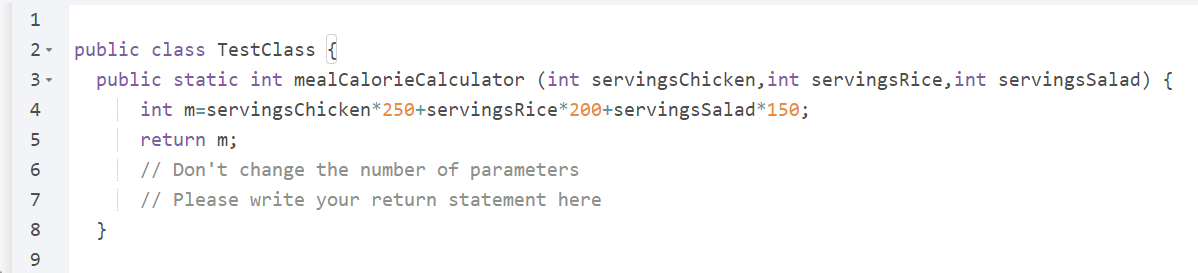 1
2 public class TestClass {
3 public static int mealCalorieCalculator (int servingsChicken,int servingsRice,int servingsSalad) {
4 int m=servingsChicken*250+servingsRice*200+servingsSalad*150;
5 return m;
6 // Don't change the number of parameters
7 // Please write your return statement here
8 }
9